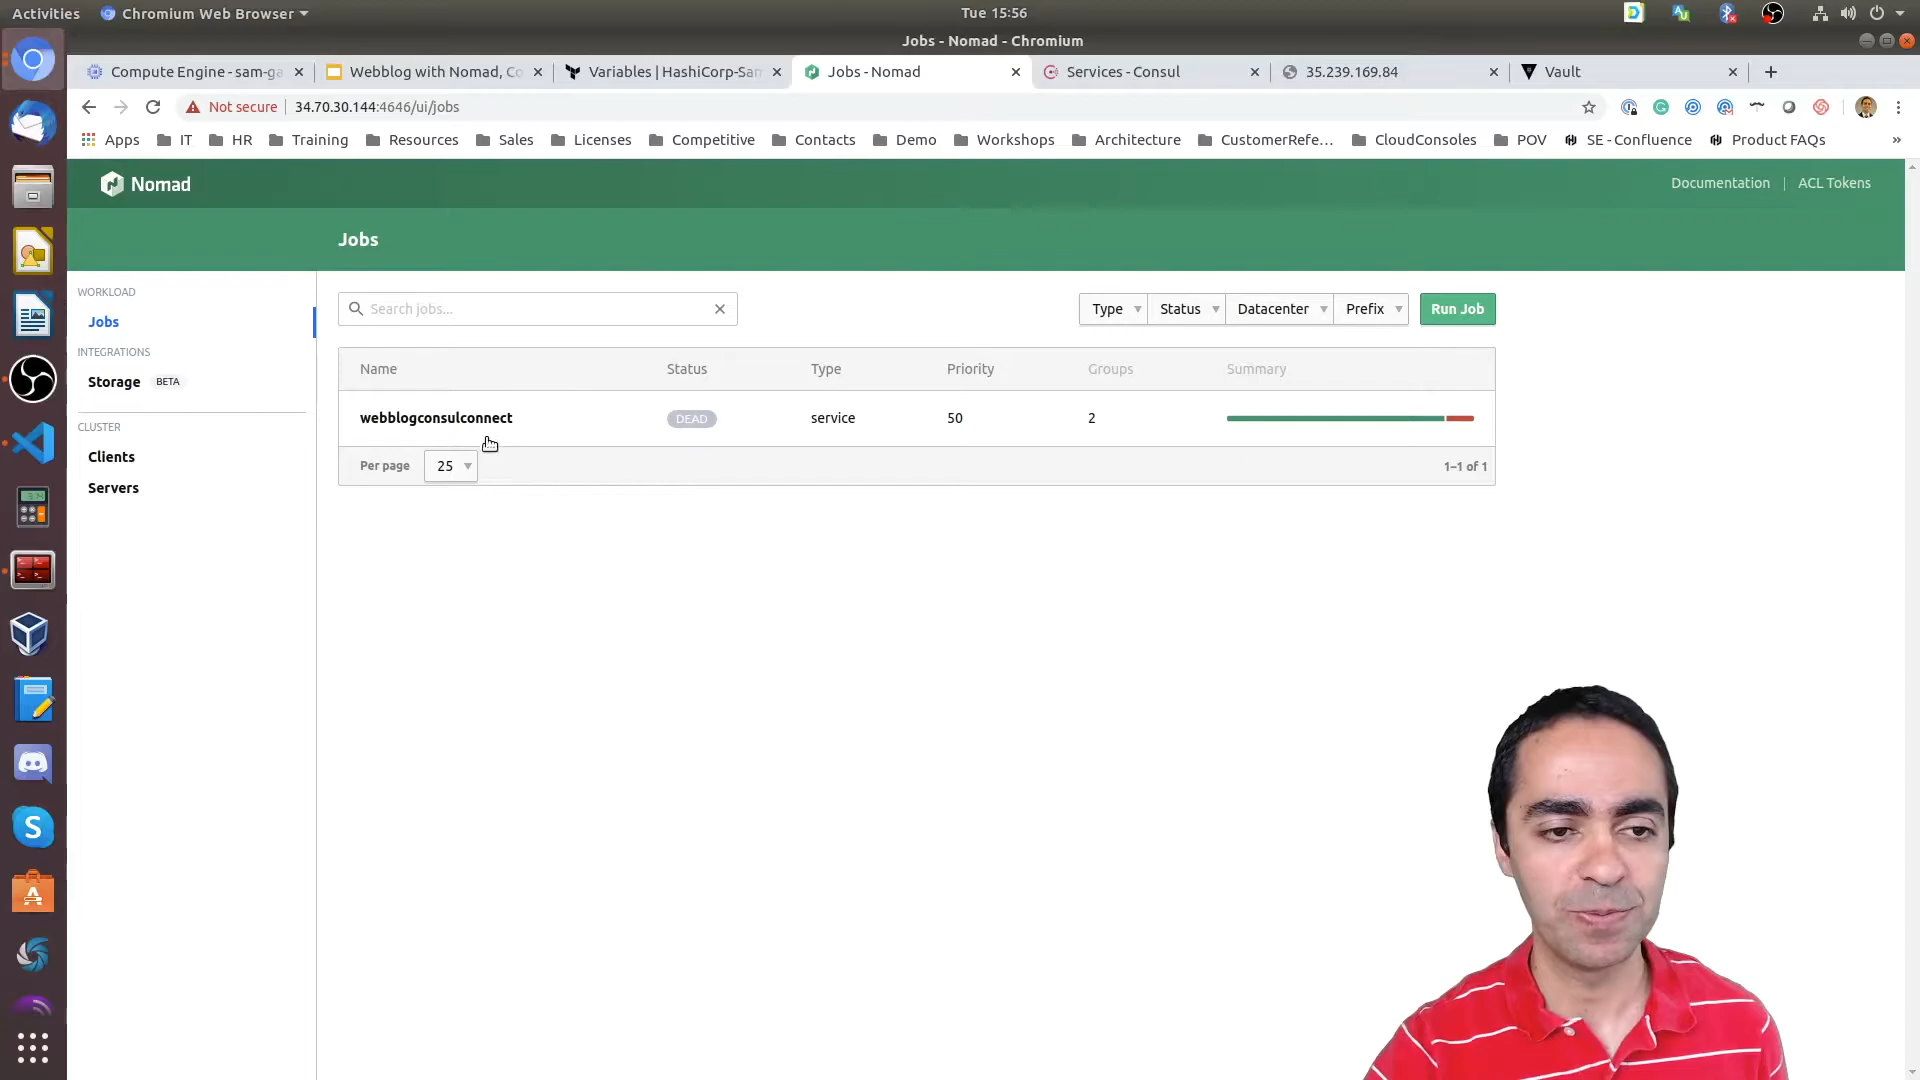 Activities
Chromium Web Browser
Tue 15:56
Jobs - Nomad - Chromium
Compute Engine - sam-ga
Webblog with Nomad, Co
Variables | HashiCorp-Sam
Jobs - Nomad
Services - Consul
35.239.169.84
Vault
Not secure
34.70.30.144:4646/ui/jobs
Apps
IT
HR
Training
Resources
Sales
Licenses
Competitive
Contacts
Demo
Workshops
Architecture
CustomerRefe...
CloudConsoles
POV
SE - Confluence
Product FAQs
»
Nomad
Documentation
ACL Tokens
Jobs
WORKLOAD
Jobs
INTEGRATIONS
Storage BETA
CLUSTER
Clients
Servers
Search jobs...
Type
Status
Datacenter
Prefix
Run Job
Name Status Type Priority Groups Summary
webblogconsulconnect DEAD service 50 2
Per page 25
1–1 of 1